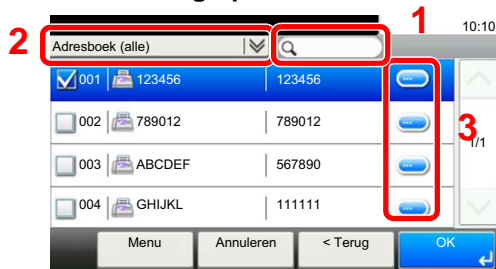 1
10:10
2
Adresboek (alle)
001 123456 123456
002 789012 789012
3
1/1
003 ABCDEF 567890
004 GHIJKL 111111
Menu Annuleren < Terug OK